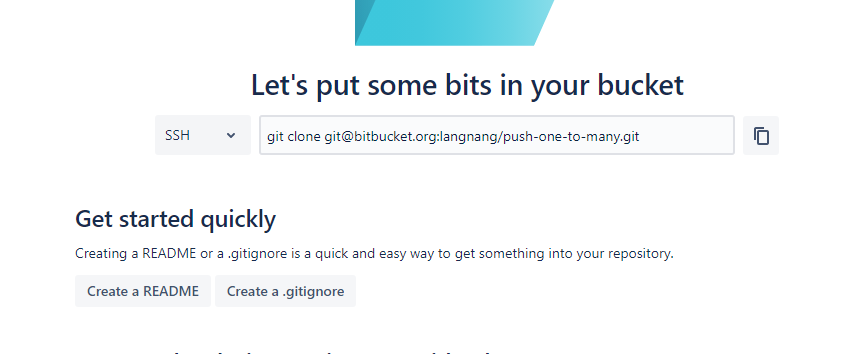 Let's put some bits in your bucket
SSH
git clone git@bitbucket.org:langnang/push-one-to-many.git
Get started quickly
Creating a README or a .gitignore is a quick and easy way to get something into your repository.
Create a README
Create a .gitignore